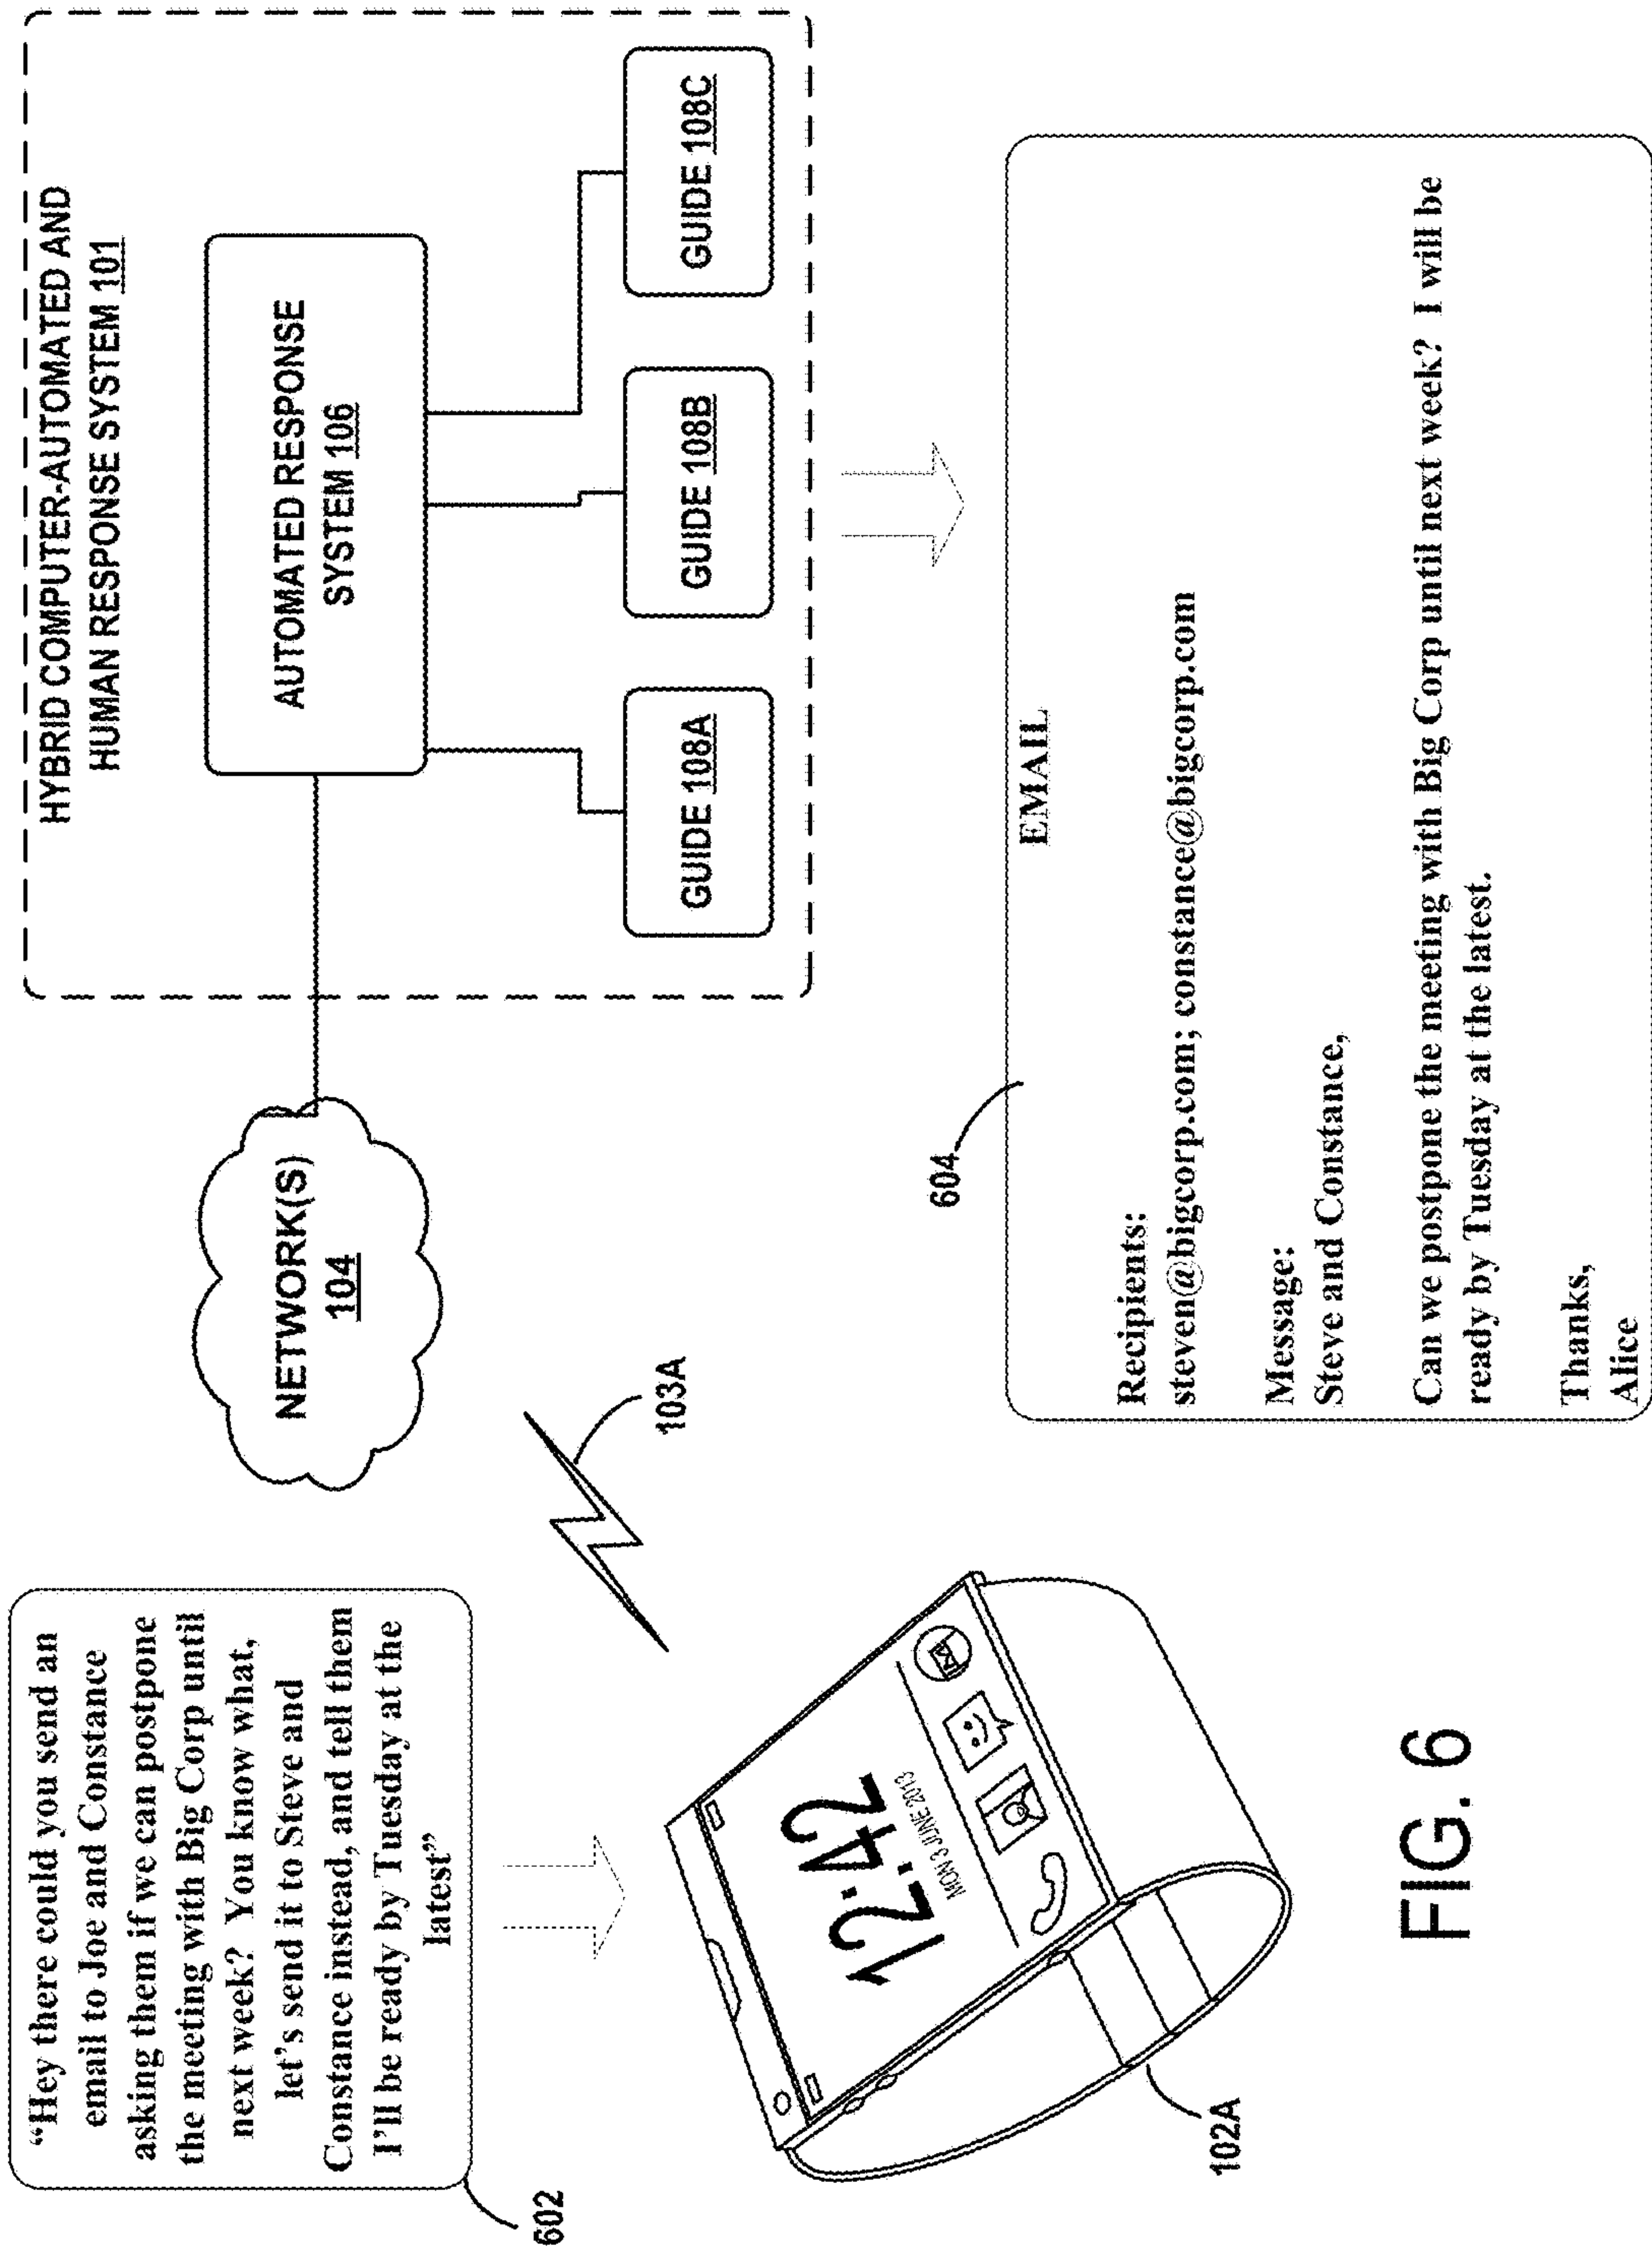 “Hey there could you send an
email to Joe and Constance
asking them if we can postpone
the meeting with Big Corp until
next week? You know what,
let’s send it to Steve and
Constance instead, and tell them
I’ll be ready by Tuesday at the
latest”
602
12:42
MON 3 JUNE 2013
102A
103A
NETWORK(S)
104
HYBRID COMPUTER-AUTOMATED AND
HUMAN RESPONSE SYSTEM 101
AUTOMATED RESPONSE
SYSTEM 106
GUIDE 108A
GUIDE 108B
GUIDE 108C
604
EMAIL
Recipients:
steven@bigcorp.com; constance@bigcorp.com
Message:
Steve and Constance,
Can we postpone the meeting with Big Corp until next week? I will be
ready by Tuesday at the latest.
Thanks,
Alice
FIG. 6